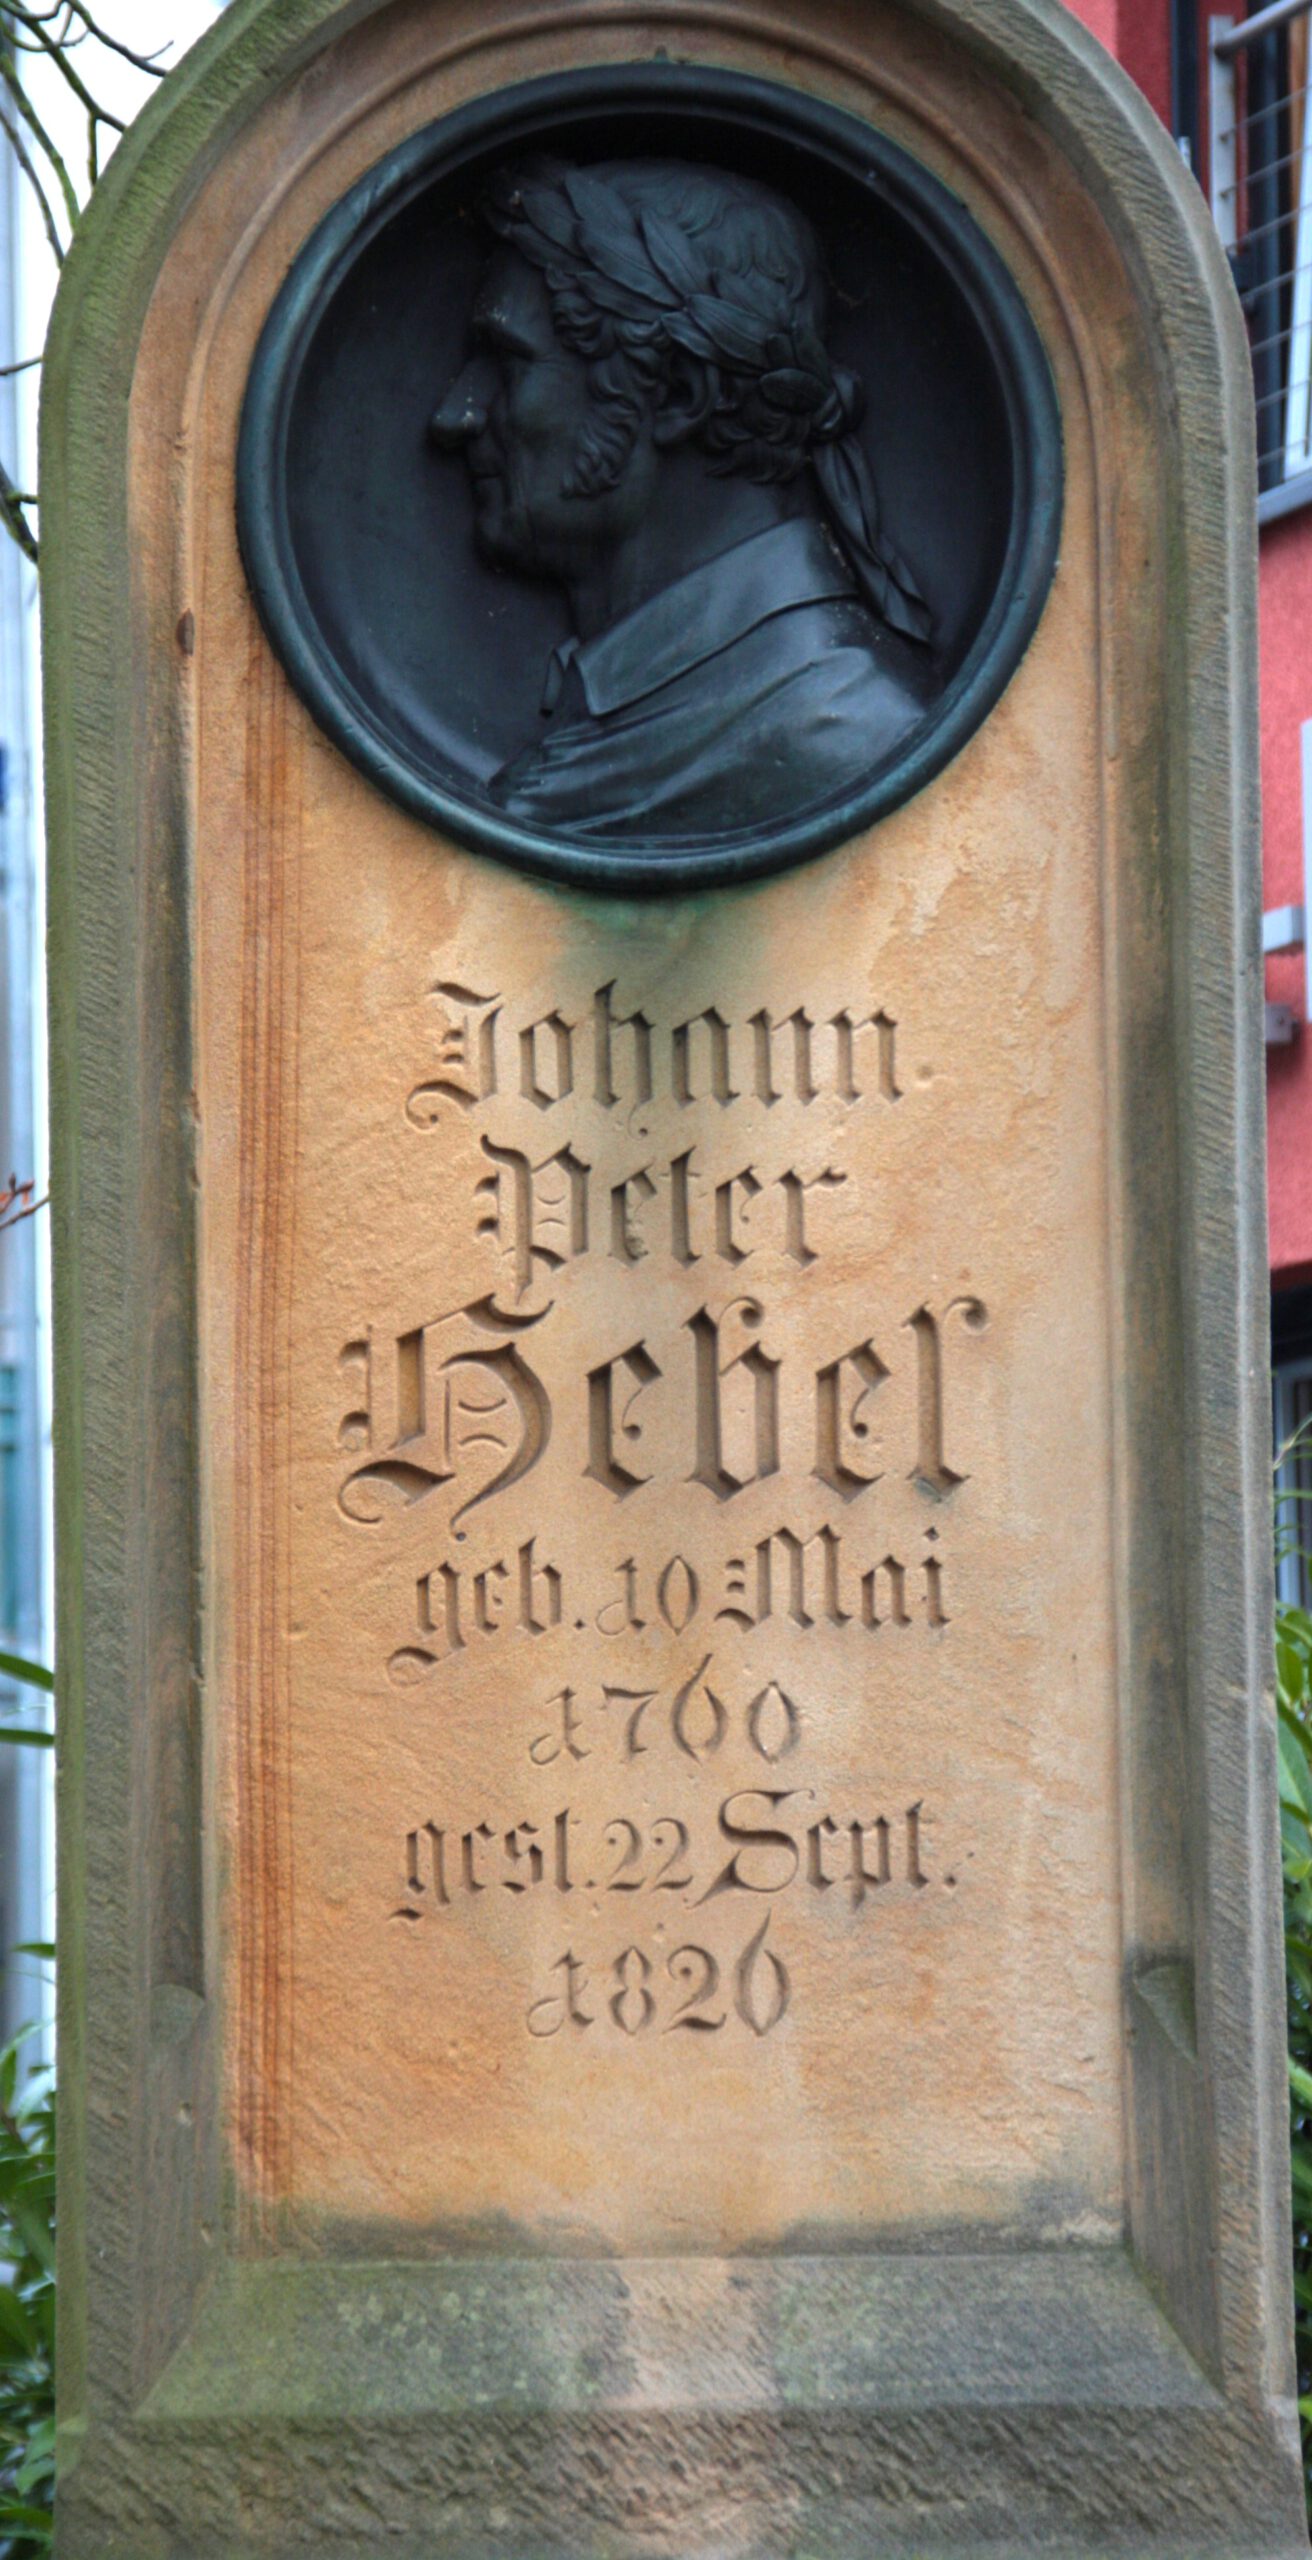 Johann
Peter
Hebel
geb. 10 Mai
1760
gest. 22 Sept.
1826